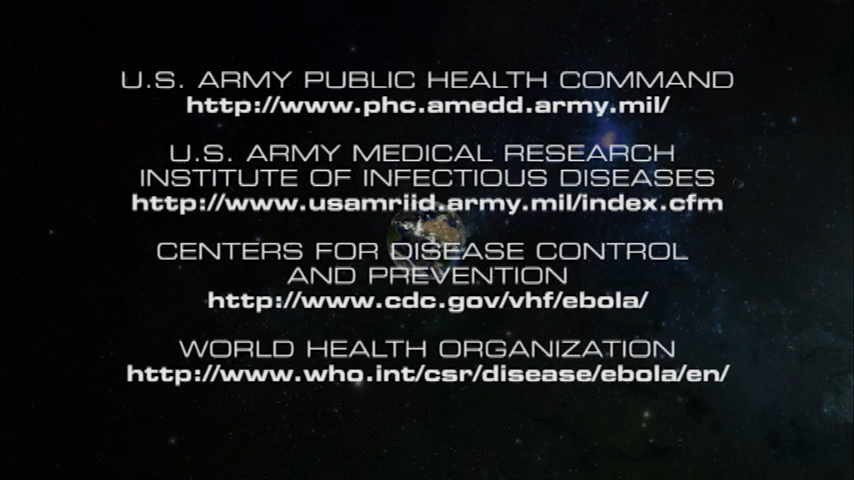 U.S. ARMY PUBLIC HEALTH COMMAND
http://www.phc.amedd.army.mil/
U.S. ARMY MEDICAL RESEARCH
INSTITUTE OF INFECTIOUS DISEASES
http://www.usamriid.army.mil/index.cfm
CENTERS FOR DISEASE CONTROL
AND PREVENTION
http://www.cdc.gov/vhf/ebola/
WORLD HEALTH ORGANIZATION
http://www.who.int/csr/disease/ebola/en/